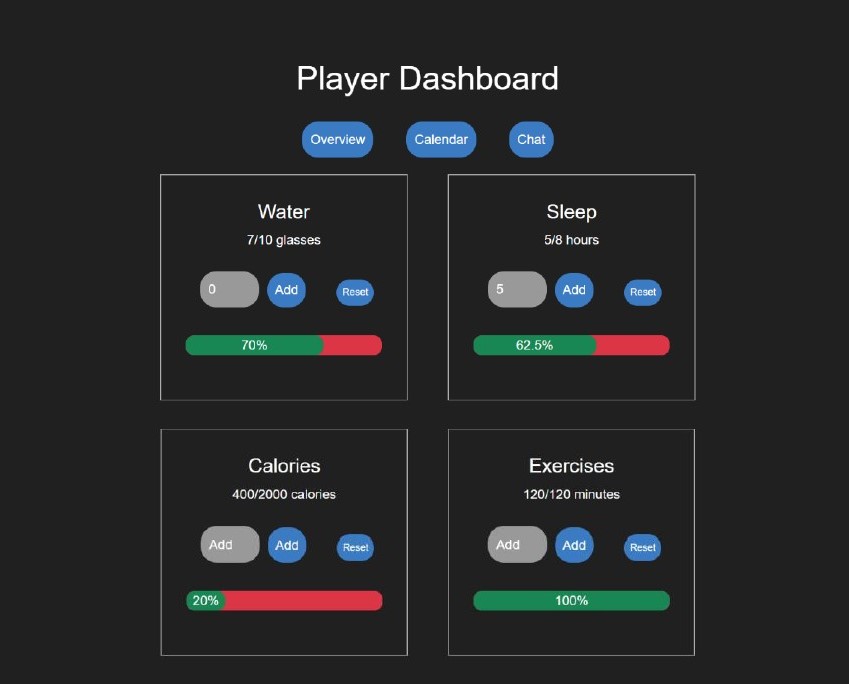 Player Dashboard
Overview Calendar Chat
Water
7/10 glasses
0 Add Reset
70%
Sleep
5/8 hours
5 Add Reset
62.5%
Calories
400/2000 calories
Add Add Reset
20%
Exercises
120/120 minutes
Add Add Reset
100%